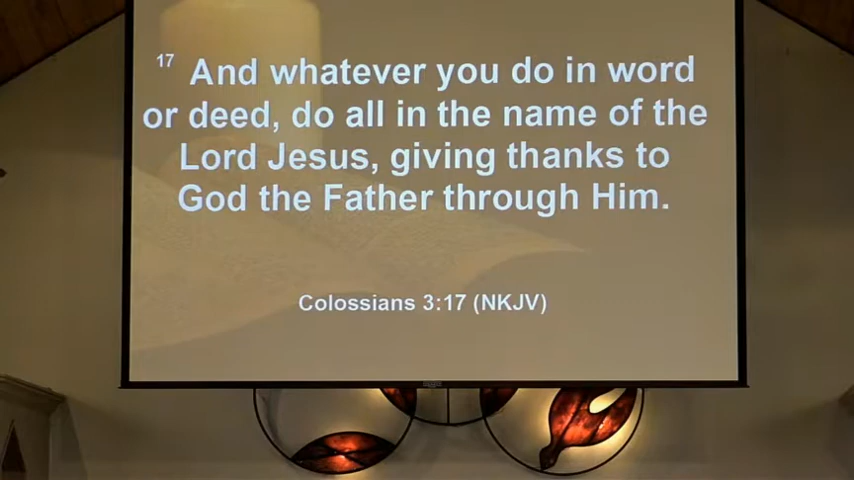 17 And whatever you do in word
or deed, do all in the name of the
Lord Jesus, giving thanks to
God the Father through Him.
Colossians 3:17 (NKJV)